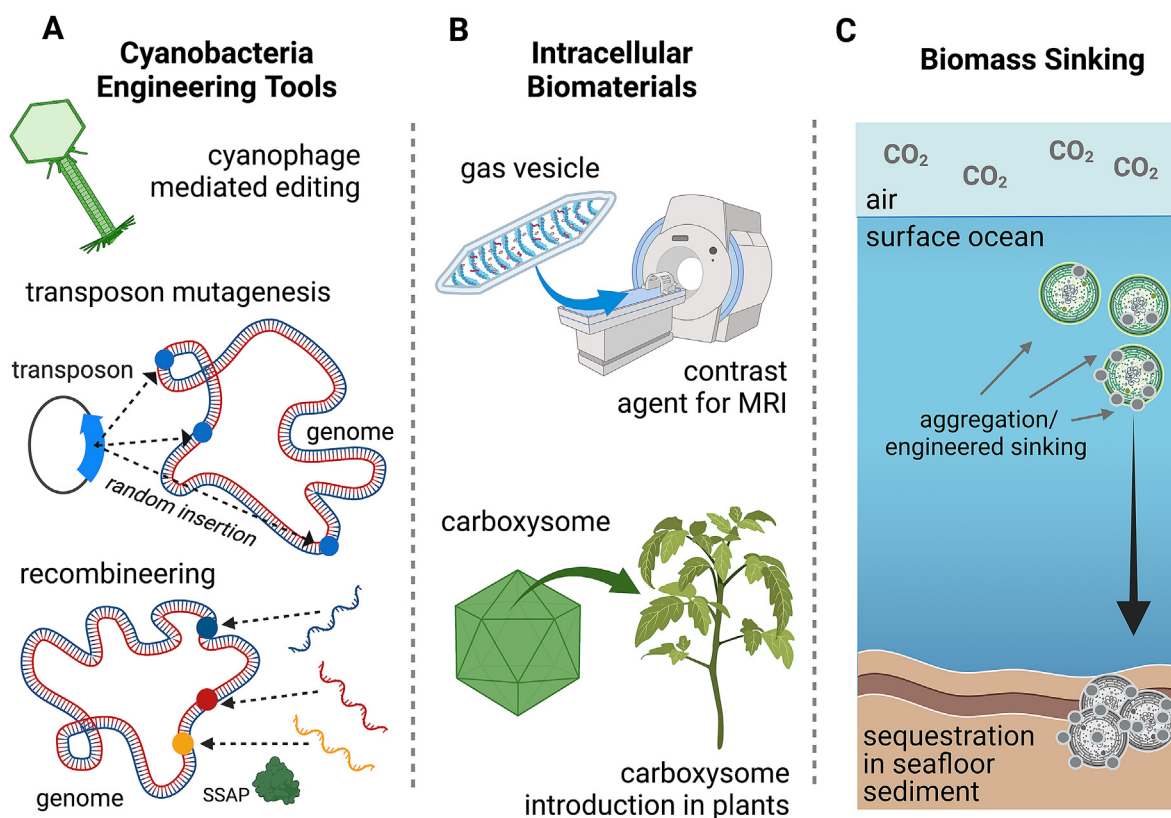 A
Cyanobacteria
Engineering Tools
cyanophage
mediated editing
transposon mutagenesis
transposon
genome
random insertion
recombineering
SSAP
genome
B
Intracellular
Biomaterials
gas vesicle
contrast
agent for MRI
carboxysome
carboxysome
introduction in plants
C
Biomass Sinking
CO₂
CO₂
CO₂
CO₂
air
surface ocean
aggregation/
engineered sinking
sequestration
in seafloor
sediment